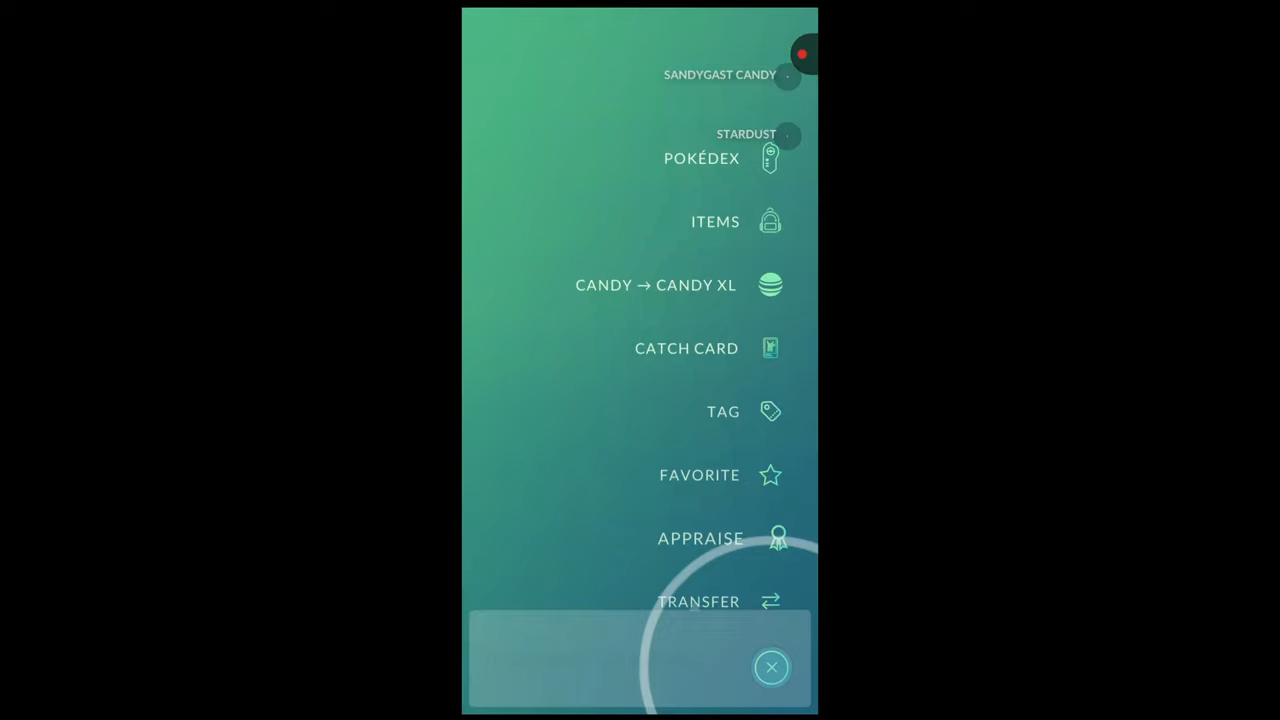 SANDYGAST CANDY
STARDUST
POKÉDEX
ITEMS
CANDY → CANDY XL
CATCH CARD
TAG
FAVORITE
APPRAISE
TRANSFER